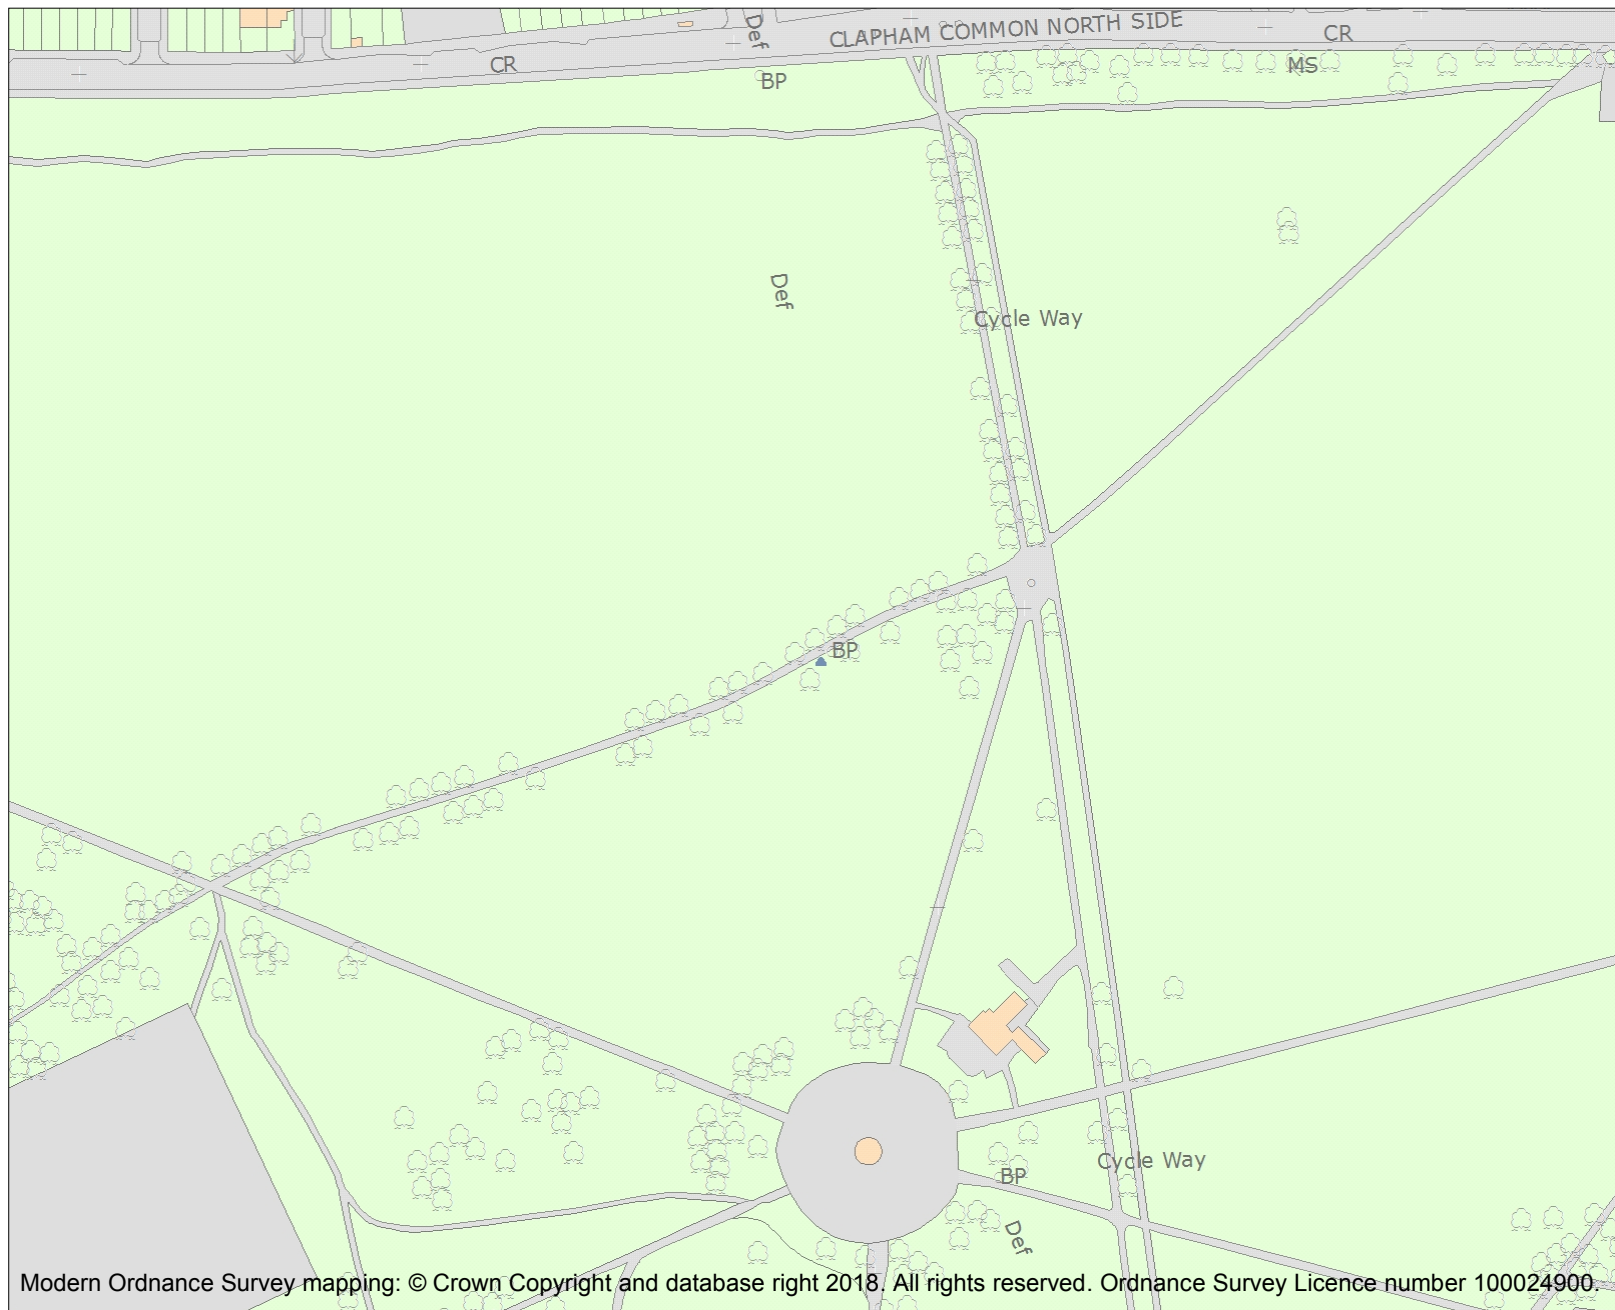 Def
CLAPHAM COMMON NORTH SIDE
CR
CR
MS
BP
Def
Cycle Way
BP
Cycle Way
BP
Def
Modern Ordnance Survey mapping: © Crown Copyright and database right 2018. All rights reserved. Ordnance Survey Licence number 100024900.